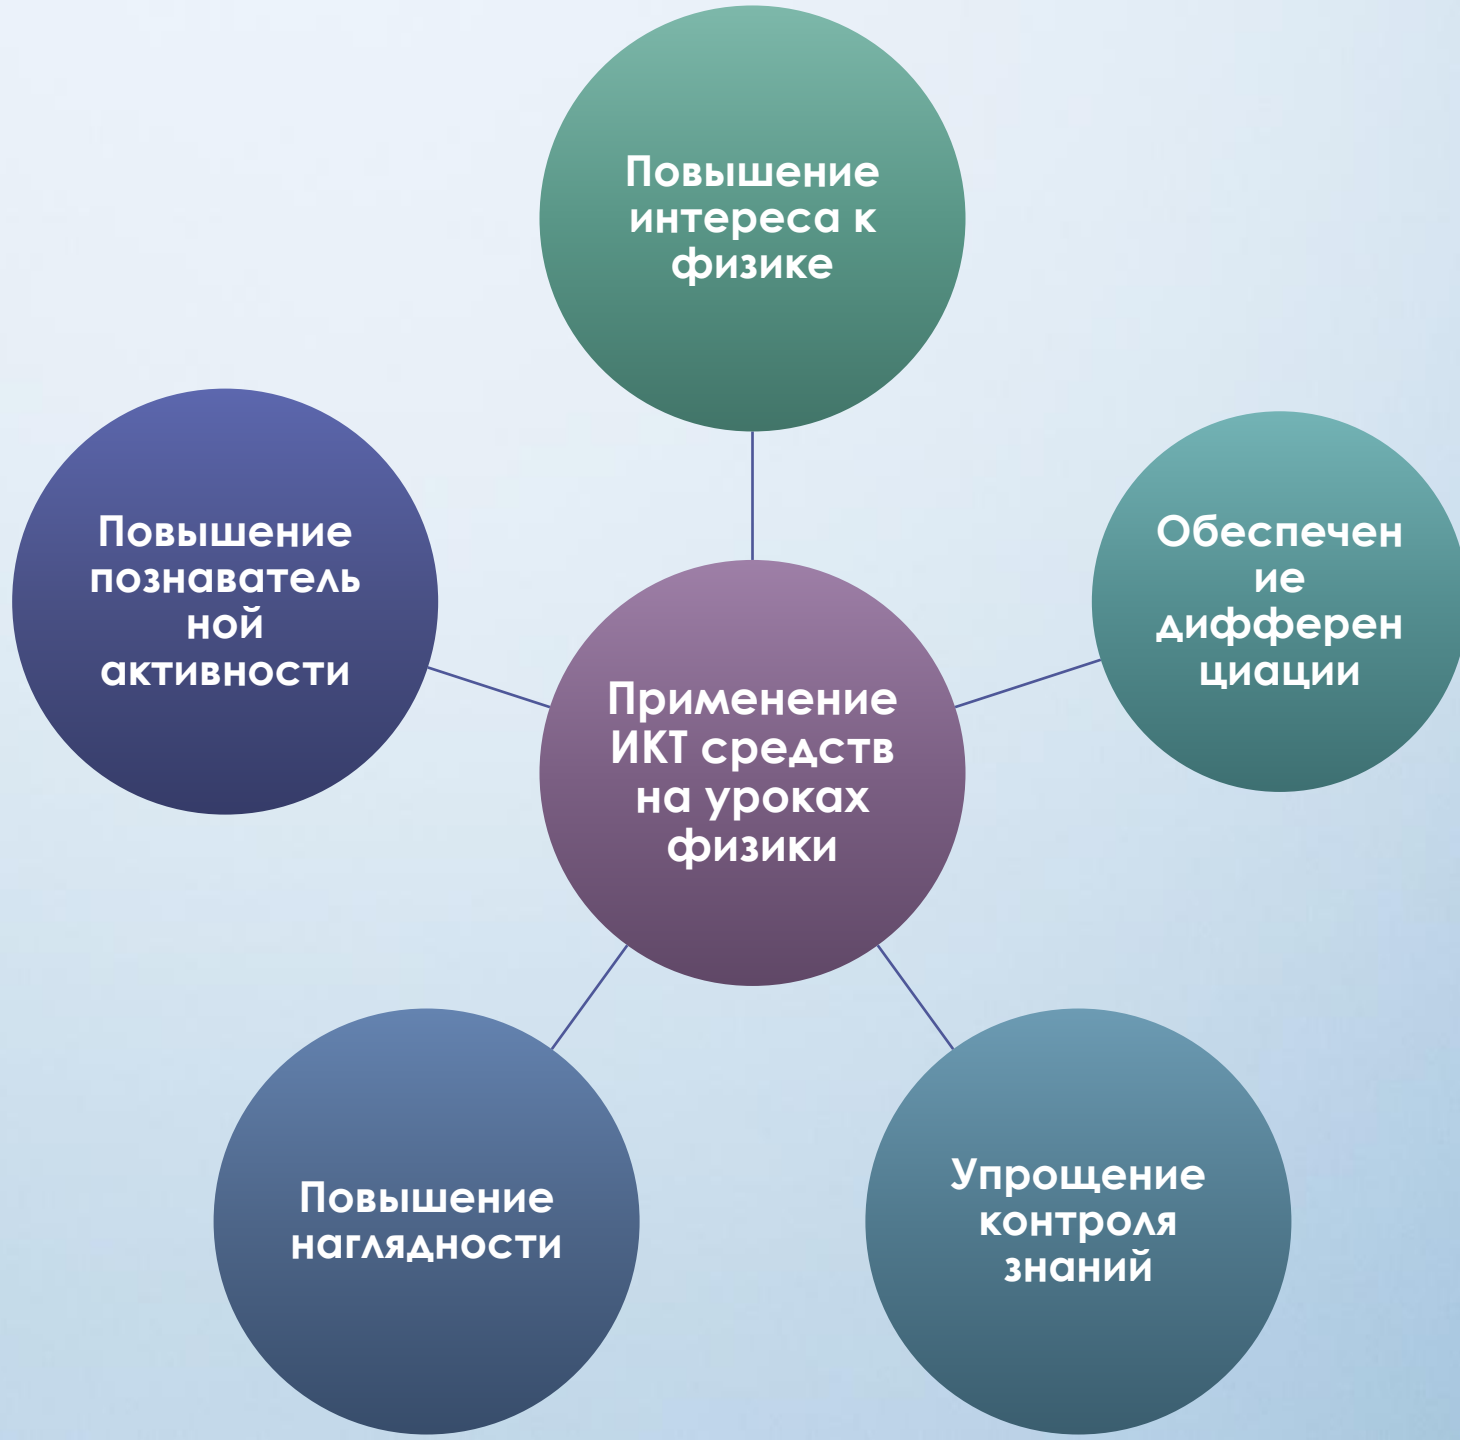 Повышение
интереса к
физике
Повышение
познаватель
ной
активности
Обеспечен
ие
дифферен
циации
Применение
ИКТ средств
на уроках
физики
Повышение
наглядности
Упрощение
контроля
знаний